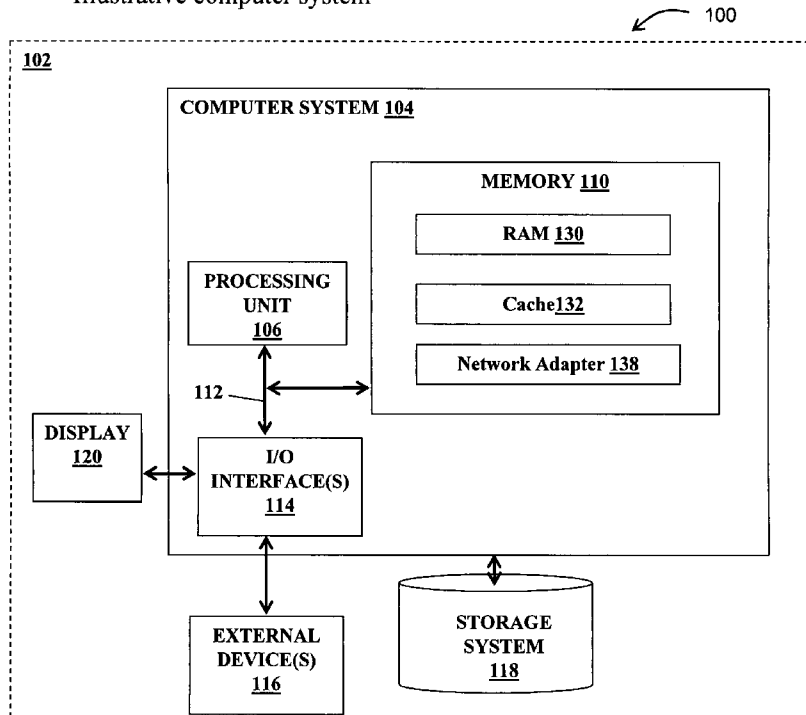 Illustrative computer system
100
102
COMPUTER SYSTEM 104
MEMORY 110
RAM 130
Cache132
Network Adapter 138
PROCESSING
UNIT
106
112
DISPLAY
120
I/O
INTERFACE(S)
114
EXTERNAL
DEVICE(S)
116
STORAGE
SYSTEM
118